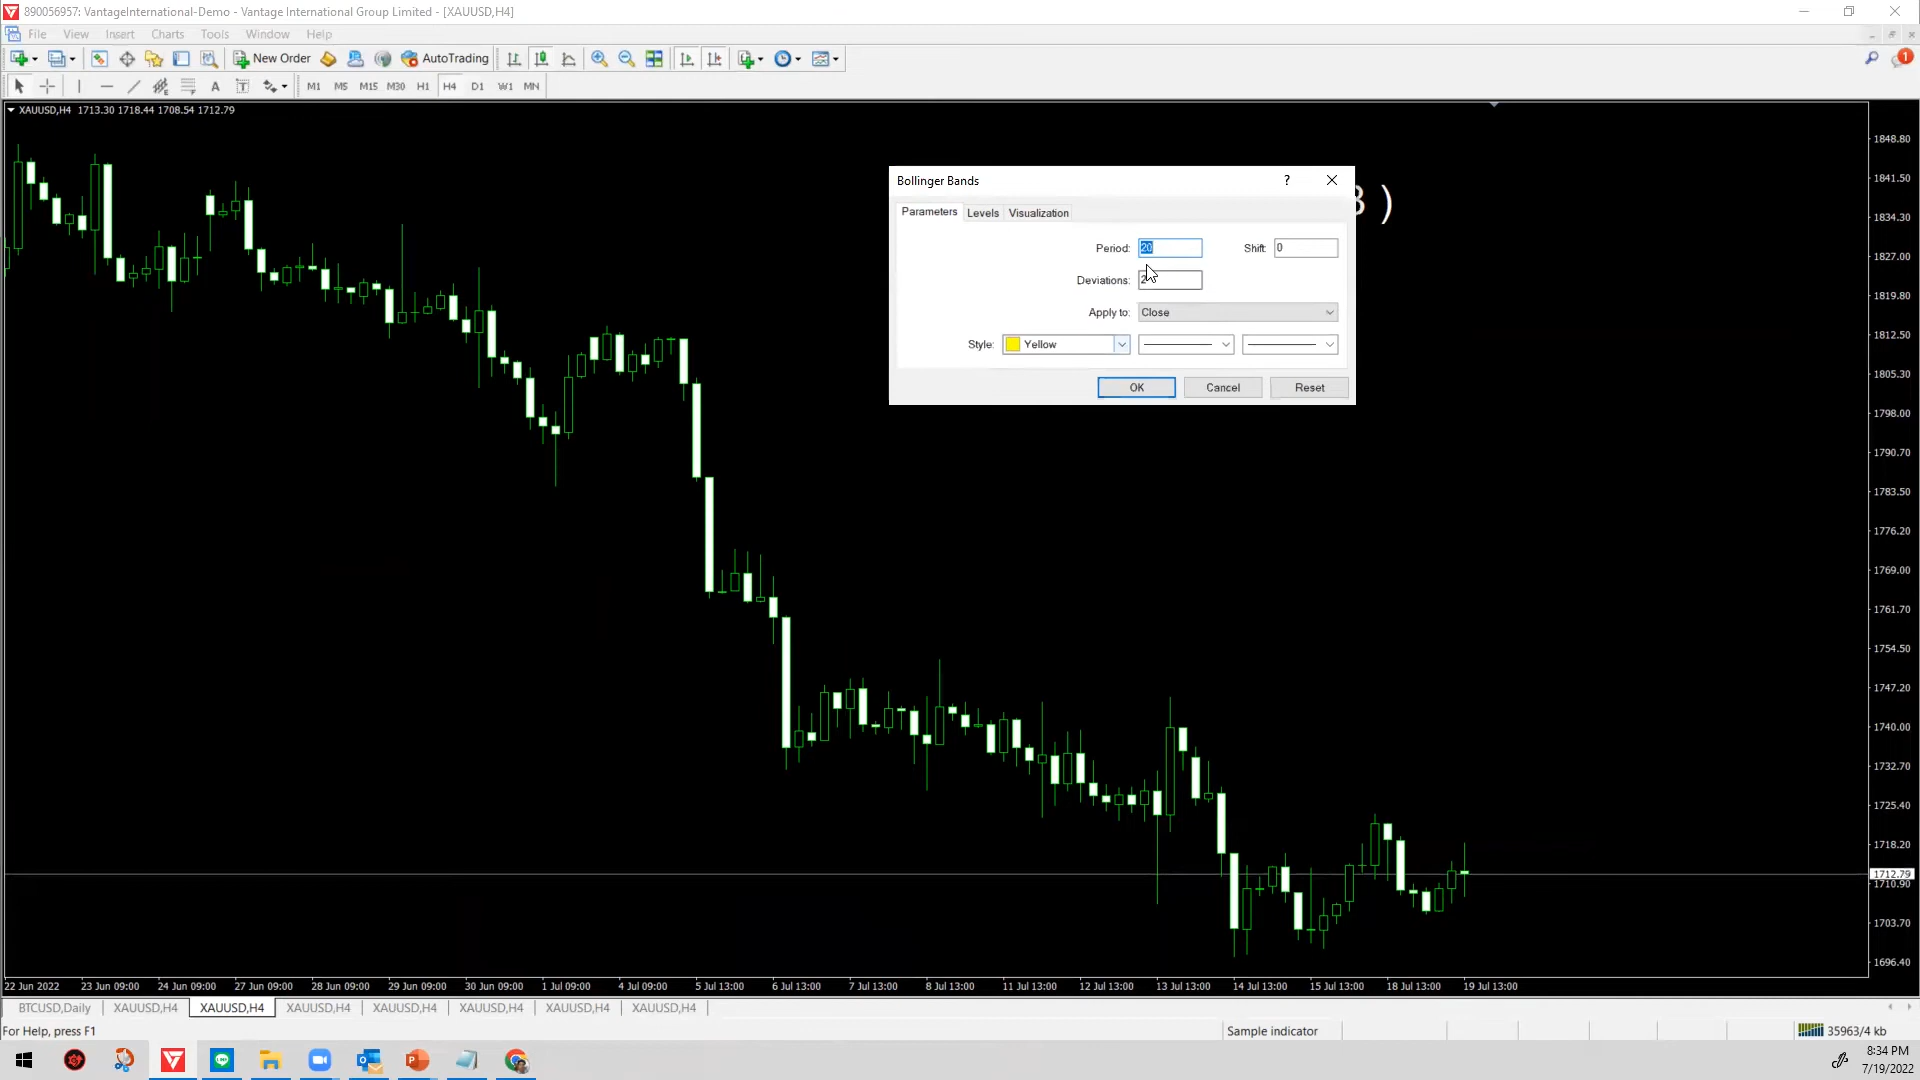 890056957: VantageInternational-Demo - Vantage International Group Limited - [XAUUSD,H4]
File View Insert Charts Tools Window Help
New Order AutoTrading 1
A T M1 M5 M15 M30 H1 H4 D1 W1 MN
XAUUSD,H4 1713.30 1718.44 1708.54 1712.79
1848.80
Bollinger Bands ?
1841.50
)
Parameters Levels Visualization
1834.30
Period: 20 Shift: 0
1827.00
Deviations: 2
1819.80
Apply to: Close
1812.50
Style: Yellow
1805.30
OK Cancel Reset
1798.00
1790.70
1783.50
1776.20
1769.00
1761.70
1754.50
1747.20
1740.00
1732.70
1725.40
1718.20
1712.79
1710.90
1703.70
1696.40
22 Jun 2022 23 Jun 09:00 24 Jun 09:00 27 Jun 09:00 28 Jun 09:00 29 Jun 09:00 30 Jun 09:00 1 Jul 09:00 4 Jul 09:00 5 Jul 13:00 6 Jul 13:00 7 Jul 13:00 8 Jul 13:00 11 Jul 13:00 12 Jul 13:00 13 Jul 13:00 14 Jul 13:00 15 Jul 13:00 18 Jul 13:00 19 Jul 13:00
BTCUSD,Daily XAUUSD,H4 XAUUSD,H4 XAUUSD,H4 XAUUSD,H4 XAUUSD,H4 XAUUSD,H4 XAUUSD,H4
For Help, press F1 Sample indicator 35963/4 kb
8:34 PM
7/19/2022